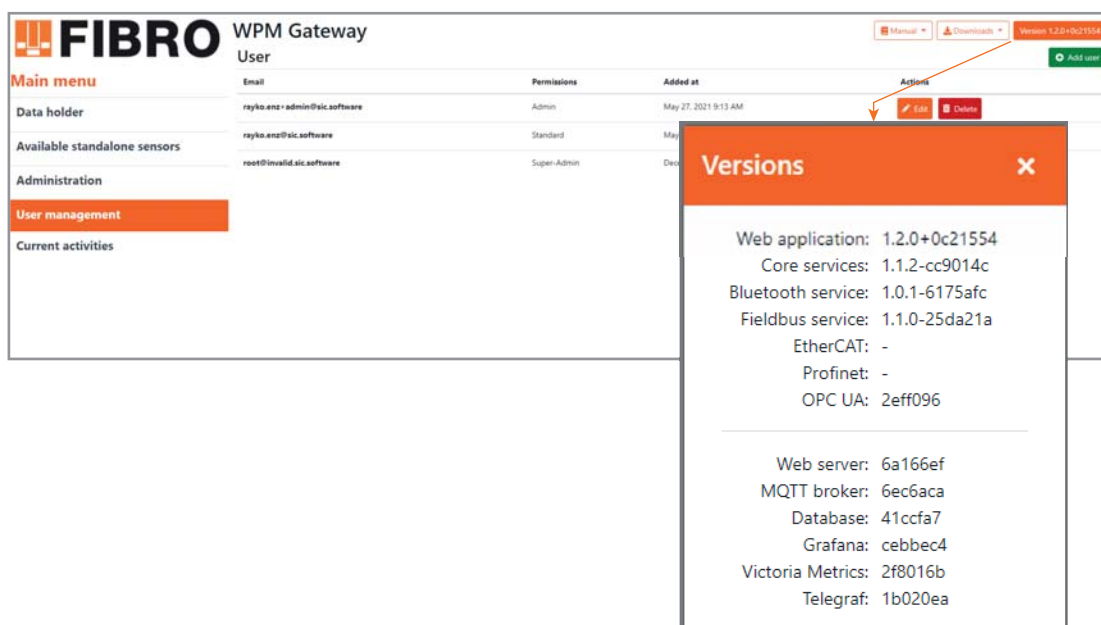 FIBRO
WPM Gateway
Manual
Downloads
Version 1.2.0+0c21554
User
Add user
Main menu
Data holder
Available standalone sensors
Administration
User management
Current activities
Email Permissions Added at Actions
rayko.enz+admin@sic.software Admin May 27, 2021 9:13 AM Edit Delete
rayko.enz@sic.software Standard May
root@invalid.sic.software Super-Admin
Versions
Web application: 1.2.0+0c21554
Core services: 1.1.2-cc9014c
Bluetooth service: 1.0.1-6175afc
Fieldbus service: 1.1.0-25da21a
EtherCAT: -
Profinet: -
OPC UA: 2eff096
Web server: 6a166ef
MQTT broker: 6ec6aca
Database: 41ccfa7
Grafana: cebbec4
Victoria Metrics: 2f8016b
Telegraf: 1b020ea